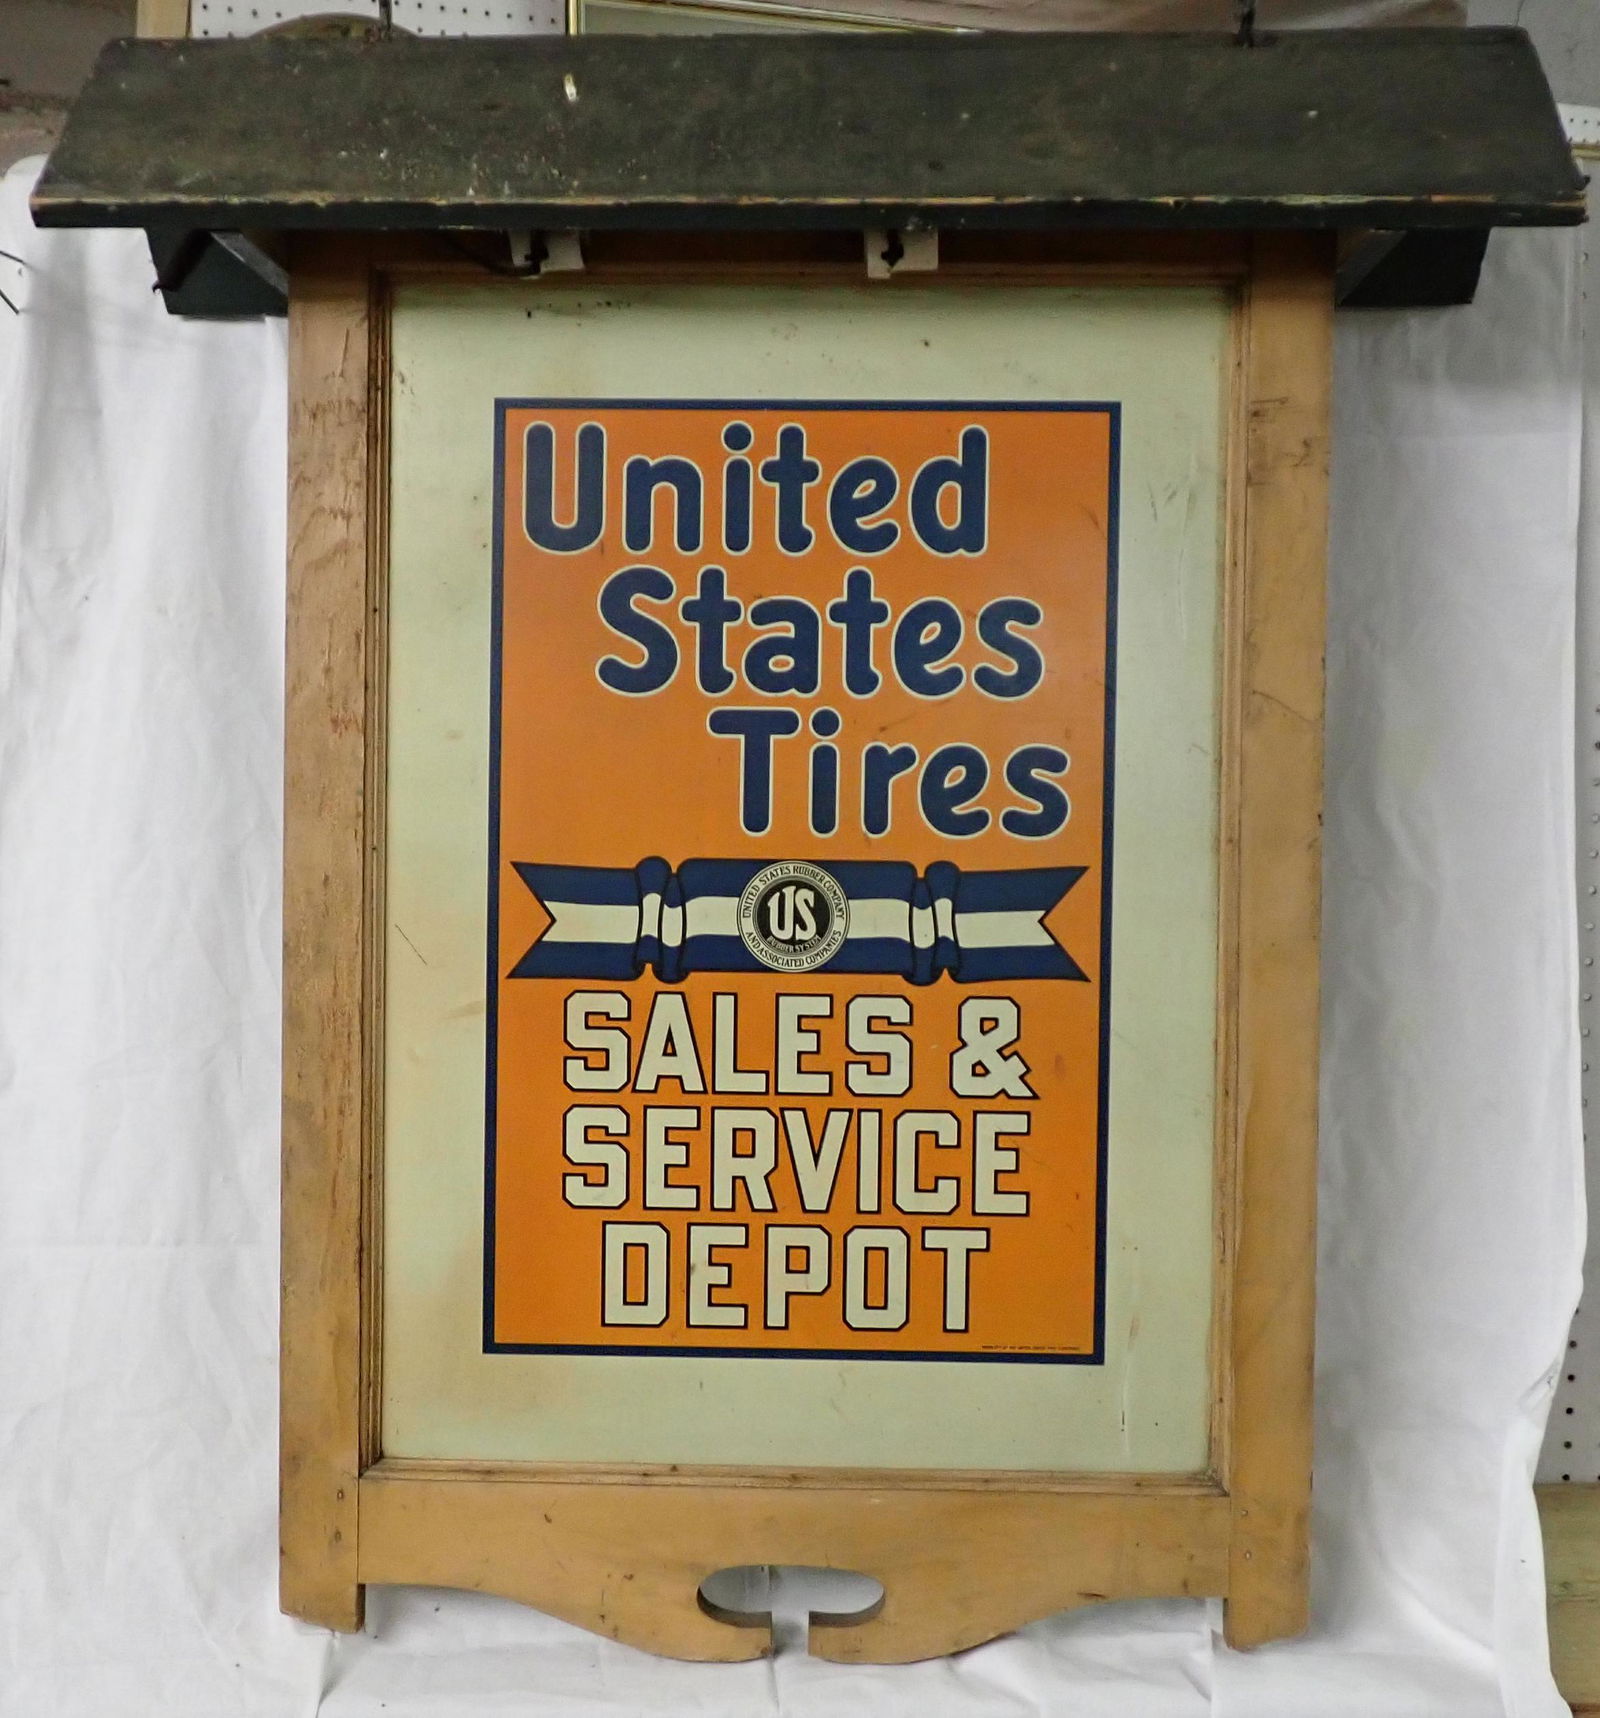 United
States
Tires
UNITED STATES RUBBER COMPANY
US
RUBBER SYSTEM
AND ASSOCIATED COMPANIES
SALES &
SERVICE
DEPOT